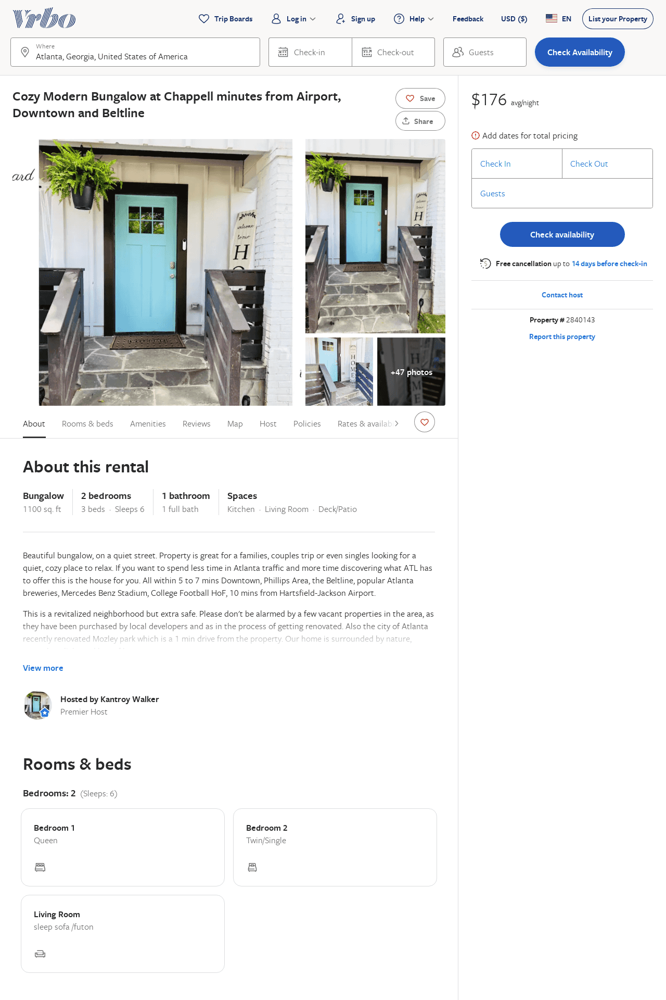 Vrbo
Trip Boards
Log in
Sign up
Help
Feedback
USD ($)
EN
List your Property
Where
Atlanta, Georgia, United States of America
Check-in
Check-out
Guests
Check Availability
Cozy Modern Bungalow at Chappell minutes from Airport,
Downtown and Beltline
Save
Share
$176 avg/night
Add dates for total pricing
Check In
Check Out
Guests
Check availability
Free cancellation up to 14 days before check-in
Contact host
Property # 2840143
Report this property
ard
welcome
to our
H
welcome
to our
HOME
HOME
+47 photos
About
Rooms & beds
Amenities
Reviews
Map
Host
Policies
Rates & availab
About this rental
Bungalow
1100 sq. ft
2 bedrooms
3 beds · Sleeps 6
1 bathroom
1 full bath
Spaces
Kitchen · Living Room · Deck/Patio
Beautiful bungalow, on a quiet street. Property is great for a families, couples trip or even singles looking for a
quiet, cozy place to relax. If you want to spend less time in Atlanta traffic and more time discovering what ATL has
to offer this is the house for you. All within 5 to 7 mins Downtown, Phillips Area, the Beltline, popular Atlanta
breweries, Mercedes Benz Stadium, College Football HoF, 10 mins from Hartsfield-Jackson Airport.
This is a revitalized neighborhood but extra safe. Please don't be alarmed by a few vacant properties in the area, as
they have been purchased by local developers and as in the process of getting renovated. Also the city of Atlanta
recently renovated Mozley park which is a 1 min drive from the property. Our home is surrounded by nature,
View more
Hosted by Kantroy Walker
Premier Host
Rooms & beds
Bedrooms: 2 (Sleeps: 6)
Bedroom 1
Queen
Bedroom 2
Twin/Single
Living Room
sleep sofa /futon